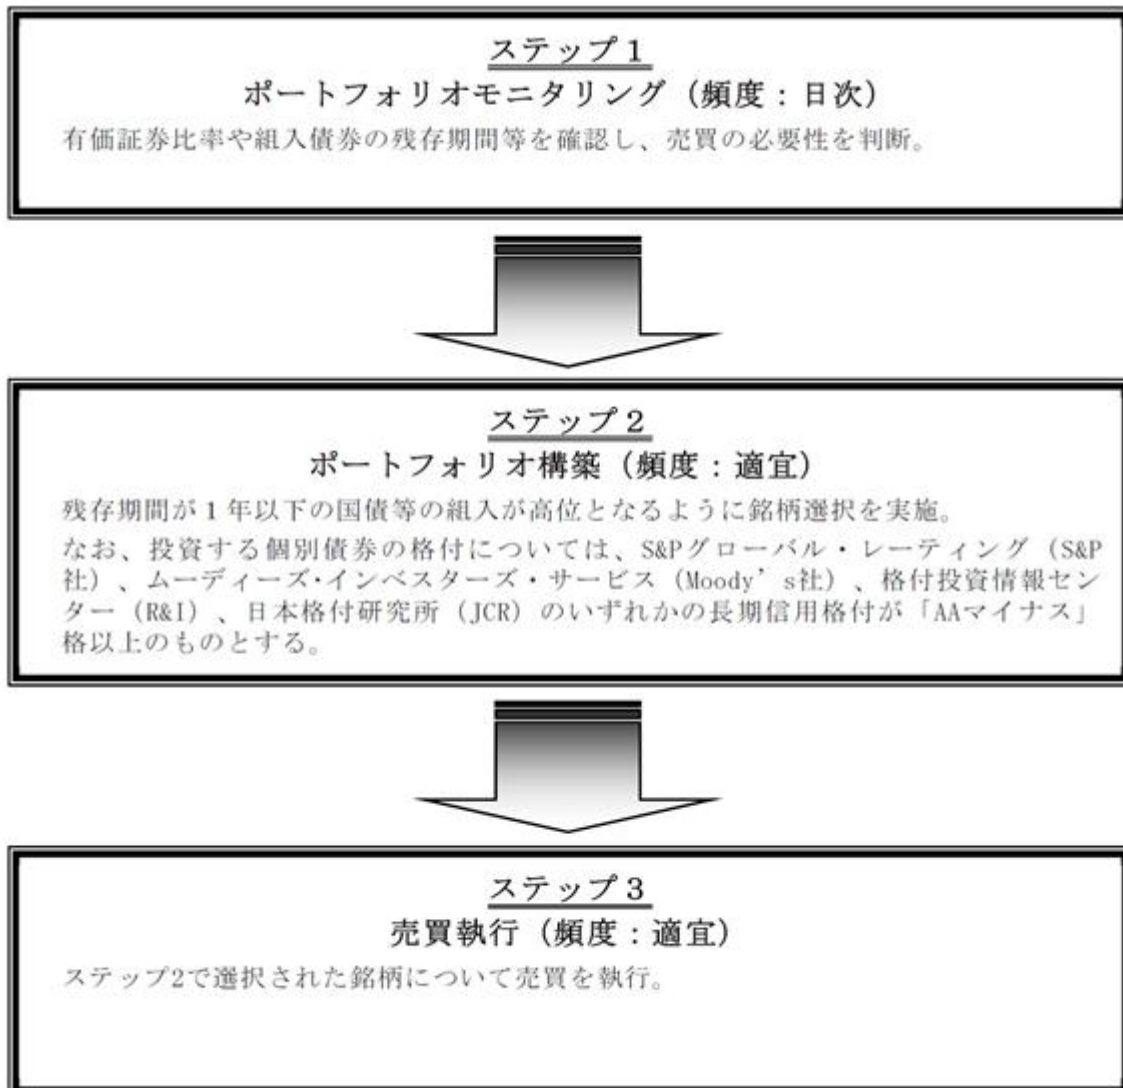 ステップ１
ポートフォリオモニタリング（頻度：日次）
有価証券比率や組入債券の残存期間等を確認し、売買の必要性を判断。
ステップ２
ポートフォリオ構築（頻度：適宜）
残存期間が１年以下の国債等の組入が高位となるように銘柄選択を実施。
なお、投資する個別債券の格付については、S&Pグローバル・レーティング（S&P
社）、ムーディーズ・インベスターズ・サービス（Moody’s社）、格付投資情報セン
ター（R&I）、日本格付研究所（JCR）のいずれかの長期信用格付が「AAマイナス」
格以上のものとする。
ステップ３
売買執行（頻度：適宜）
ステップ2で選択された銘柄について売買を執行。